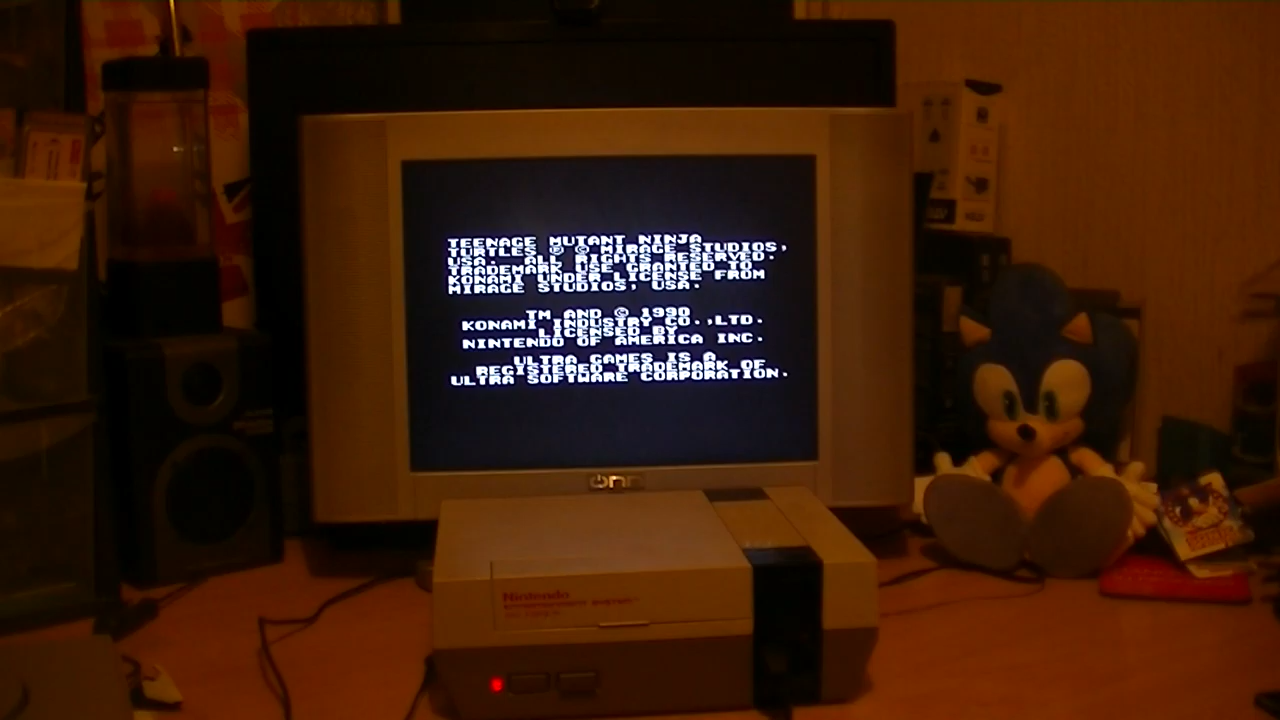 TEENAGE MUTANT NINJA
TURTLES ® © MIRAGE STUDIOS,
USA. ALL RIGHTS RESERVED.
TRADEMARK USE GRANTED TO
KONAMI UNDER LICENSE FROM
MIRAGE STUDIOS, USA.
TM AND © 1990
KONAMI INDUSTRY CO.,LTD.
LICENSED BY
NINTENDO OF AMERICA INC.
ULTRA GAMES IS A
REGISTERED TRADEMARK OF
ULTRA SOFTWARE CORPORATION.
onn
Nintendo
ENTERTAINMENT SYSTEM